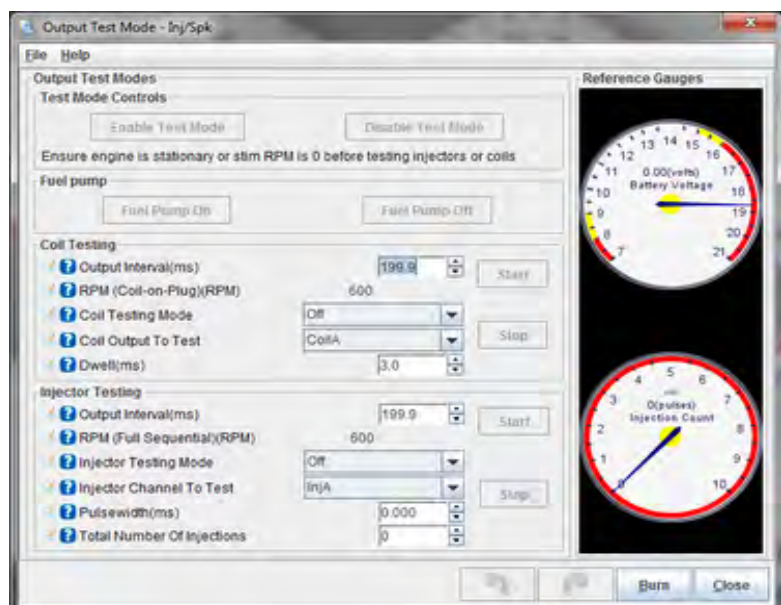 Output Test Mode - Inj/Spk
File Help
Output Test Modes
Test Mode Controls
Enable Test Mode Disable Test Mode
Ensure engine is stationary or stim RPM is 0 before testing injectors or coils
Fuel pump
Fuel Pump On Fuel Pump Off
Coil Testing
Output Interval(ms) 199.9 Start
RPM (Coil-on-Plug)(RPM) 600
Coil Testing Mode Off
Coil Output To Test CoilA Stop
Dwell(ms) 3.0
Injector Testing
Output Interval(ms) 199.9 Start
RPM (Full Sequential)(RPM) 600
Injector Testing Mode Off
Injector Channel To Test InjA Stop
Pulsewidth(ms) 0.000
Total Number Of Injections 0
Reference Gauges
7 8 9 10 11 12 13 14 15 16 17 18 19 20 21
0.00(volts)
Battery Voltage
0 1 2 3 4 5 6 7 8 9 10
0(pulses)
Injection Count
Burn Close